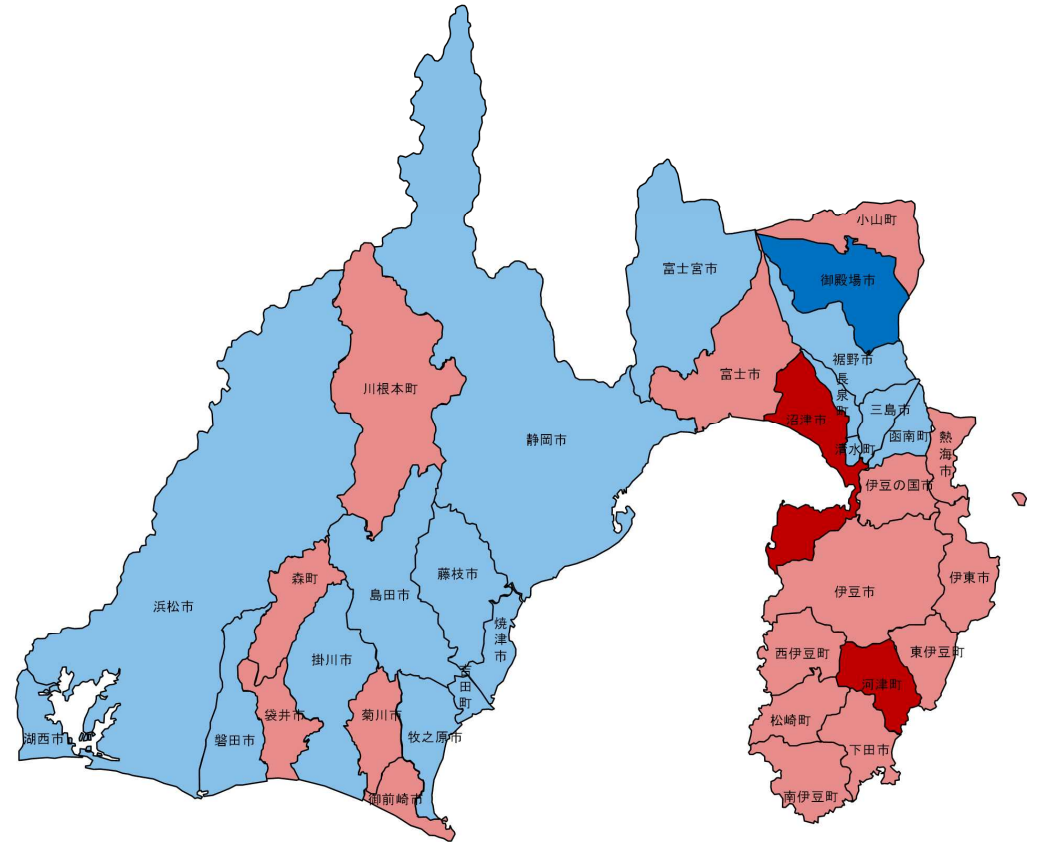 小山町
富士宮市
御殿場市
裾野市
富士市
長泉町
川根本町
三島市
沼津市
函南町
静岡市
清水町
熱海市
伊豆の国市
藤枝市
森町
伊東市
島田市
伊豆市
浜松市
焼津市
西伊豆町
東伊豆町
掛川市
吉田町
河津町
袋井市
菊川市
松崎町
湖西市
磐田市
牧之原市
下田市
御前崎市
南伊豆町